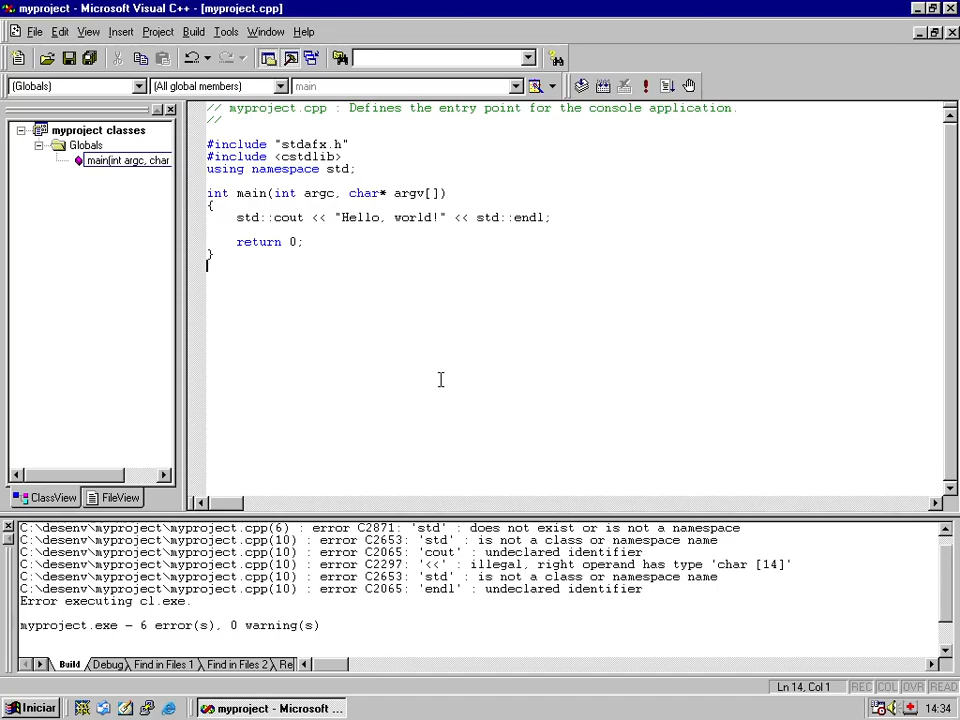 myproject - Microsoft Visual C++ - [myproject.cpp]
File Edit View Insert Project Build Tools Window Help
(Globals) (All global members) main
myproject classes
Globals
main(int argc, char
// myproject.cpp : Defines the entry point for the console application.
//
#include "stdafx.h"
#include <cstdlib>
using namespace std;
int main(int argc, char* argv[])
{
std::cout << "Hello, world!" << std::endl;
return 0;
}
ClassView FileView
C:\desenv\myproject\myproject.cpp(6) : error C2871: 'std' : does not exist or is not a namespace
C:\desenv\myproject\myproject.cpp(10) : error C2653: 'std' : is not a class or namespace name
C:\desenv\myproject\myproject.cpp(10) : error C2065: 'cout' : undeclared identifier
C:\desenv\myproject\myproject.cpp(10) : error C2297: '<<' : illegal, right operand has type 'char [14]'
C:\desenv\myproject\myproject.cpp(10) : error C2653: 'std' : is not a class or namespace name
C:\desenv\myproject\myproject.cpp(10) : error C2065: 'endl' : undeclared identifier
Error executing cl.exe.
myproject.exe - 6 error(s), 0 warning(s)
Build Debug Find in Files 1 Find in Files 2 Re
Ln 14, Col 1 REC COL OVR READ
Iniciar myproject - Microsoft ... 14:34